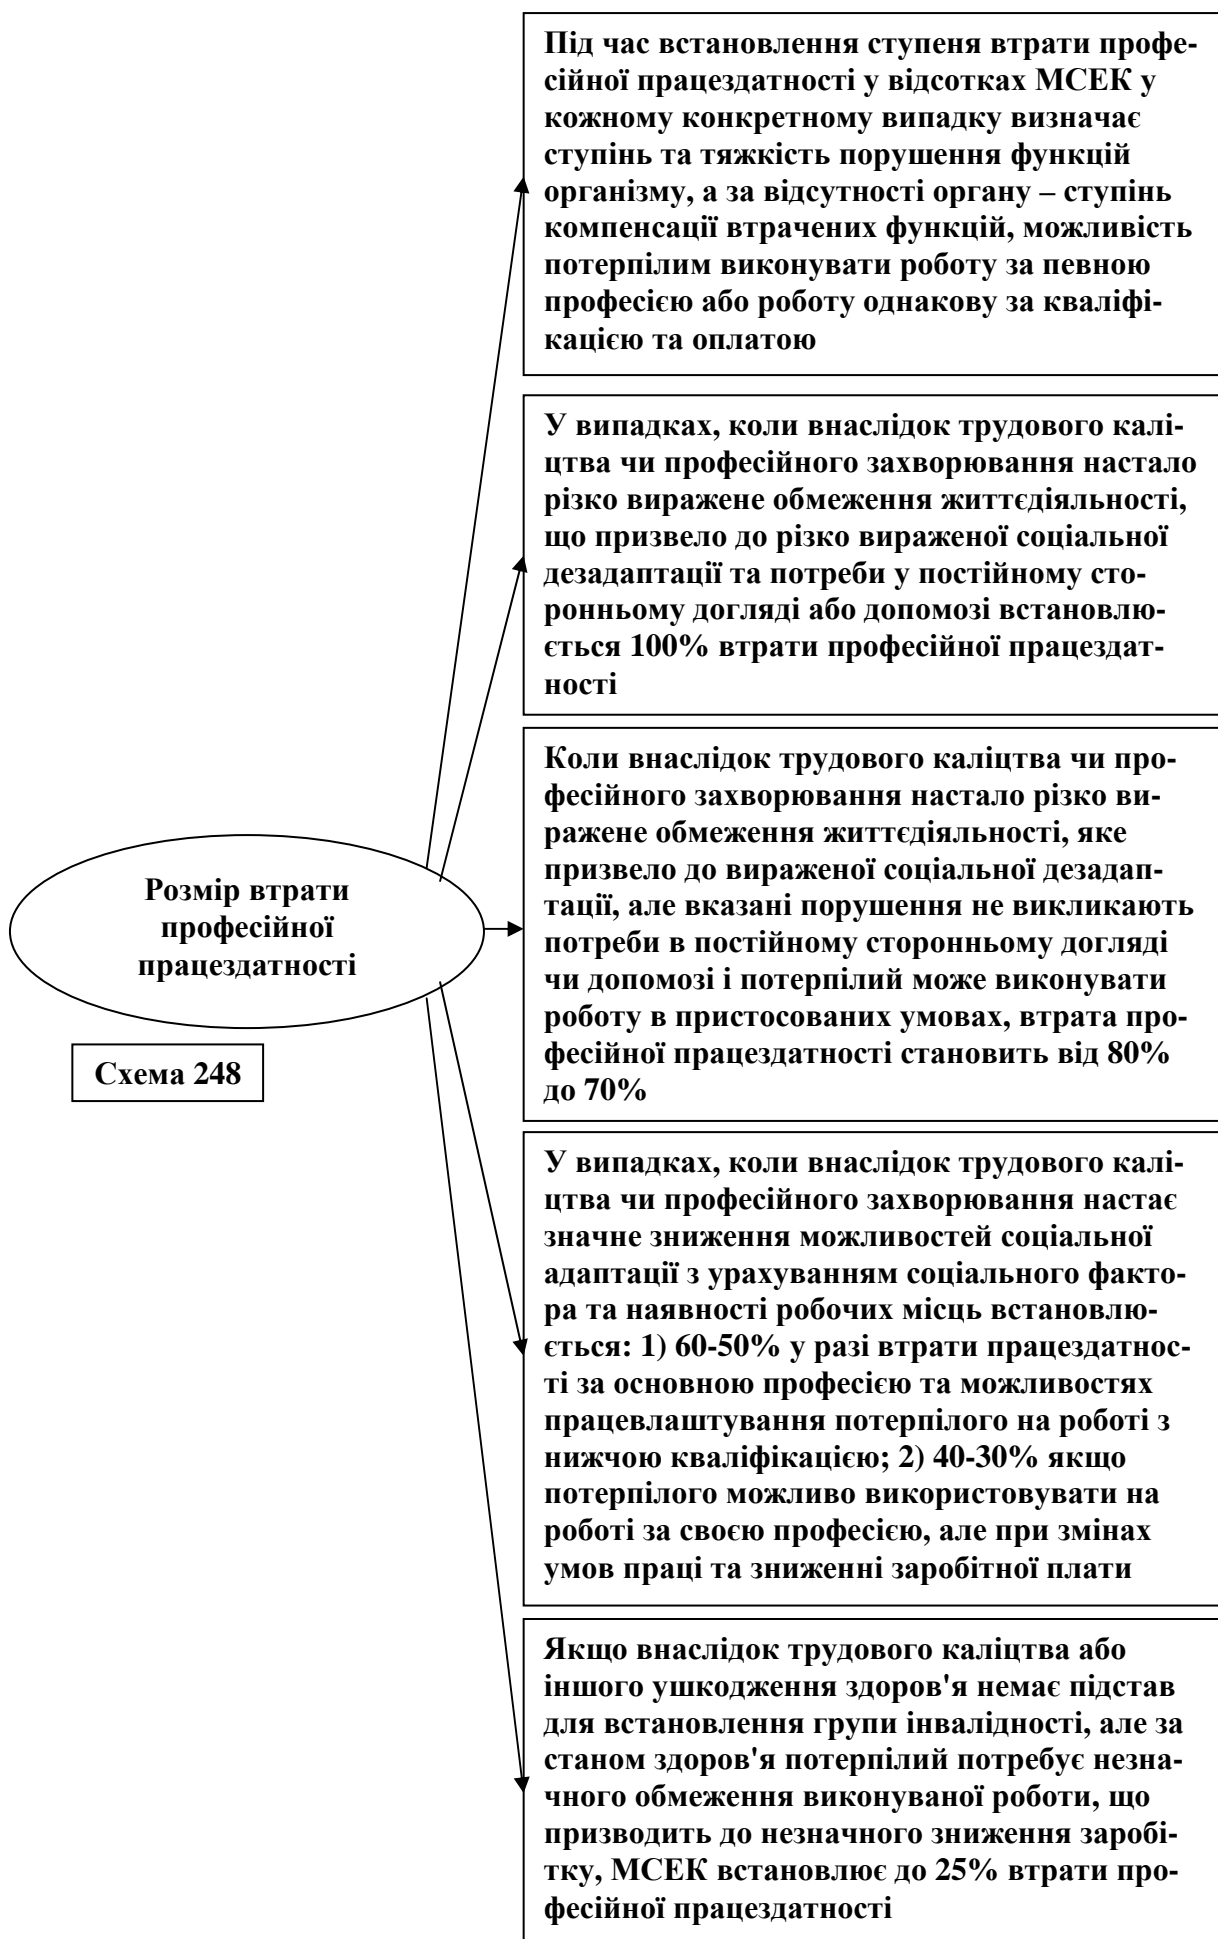 Під час встановлення ступеня втрати профе-
сійної працездатності у відсотках МСЕК у
кожному конкретному випадку визначає
ступінь та тяжкість порушення функцій
організму, а за відсутності органу – ступінь
компенсації втрачених функцій, можливість
потерпілим виконувати роботу за певною
професією або роботу однакову за кваліфі-
кацією та оплатою
У випадках, коли внаслідок трудового калі-
цтва чи професійного захворювання настало
різко виражене обмеження життєдіяльності,
що призвело до різко вираженої соціальної
дезадаптації та потреби у постійному сто-
ронньому догляді або допомозі встановлю-
ється 100% втрати професійної працездат-
ності
Коли внаслідок трудового каліцтва чи про-
фесійного захворювання настало різко ви-
ражене обмеження життєдіяльності, яке
призвело до вираженої соціальної дезадап-
тації, але вказані порушення не викликають
потреби в постійному сторонньому догляді
чи допомозі і потерпілий може виконувати
роботу в пристосованих умовах, втрата про-
фесійної працездатності становить від 80%
до 70%
Розмір втрати
професійної
працездатності
Схема 248
У випадках, коли внаслідок трудового калі-
цтва чи професійного захворювання настає
значне зниження можливостей соціальної
адаптації з урахуванням соціального факто-
ра та наявності робочих місць встановлю-
ється: 1) 60-50% у разі втрати працездатнос-
ті за основною професією та можливостях
працевлаштування потерпілого на роботі з
нижчою кваліфікацією; 2) 40-30% якщо
потерпілого можливо використовувати на
роботі за своєю професією, але при змінах
умов праці та зниженні заробітної плати
Якщо внаслідок трудового каліцтва або
іншого ушкодження здоров'я немає підстав
для встановлення групи інвалідності, але за
станом здоров'я потерпілий потребує незна-
чного обмеження виконуваної роботи, що
призводить до незначного зниження заробі-
тку, МСЕК встановлює до 25% втрати про-
фесійної працездатності